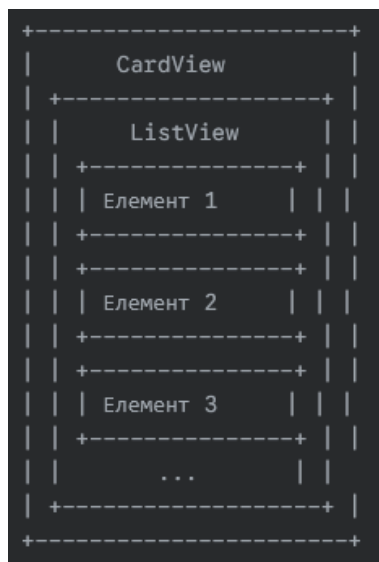 +-----------------------+
|      CardView         |
| +-------------------+ |
| |     ListView      | |
| | +---------------+ | |
| | | Елемент 1     | | |
| | +---------------+ | |
| | +---------------+ | |
| | | Елемент 2     | | |
| | +---------------+ | |
| | +---------------+ | |
| | | Елемент 3     | | |
| | +---------------+ | |
| |       ...       | |
| +-------------------+ |
+-----------------------+